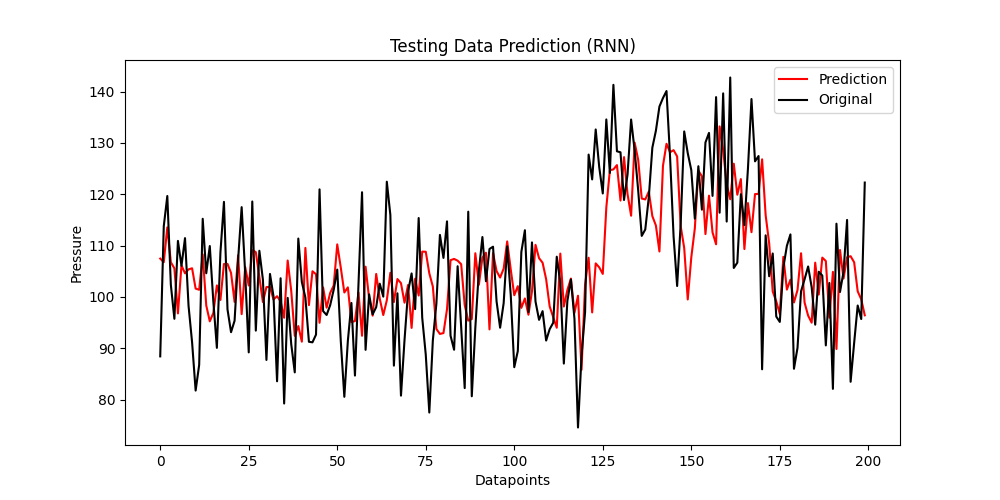 Testing Data Prediction (RNN)
Prediction
Original
Pressure
140
130
120
110
100
90
80
0 25 50 75 100 125 150 175 200
Datapoints